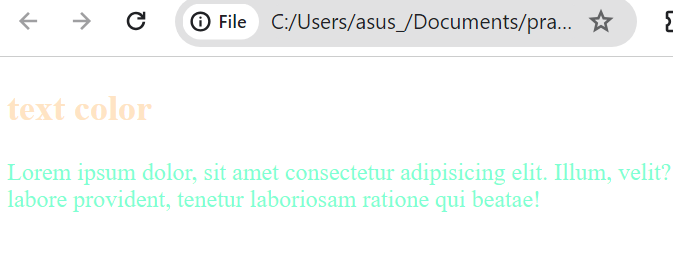 File C:/Users/asus_/Documents/pra...
text color
Lorem ipsum dolor, sit amet consectetur adipisicing elit. Illum, velit?
labore provident, tenetur laboriosam ratione qui beatae!